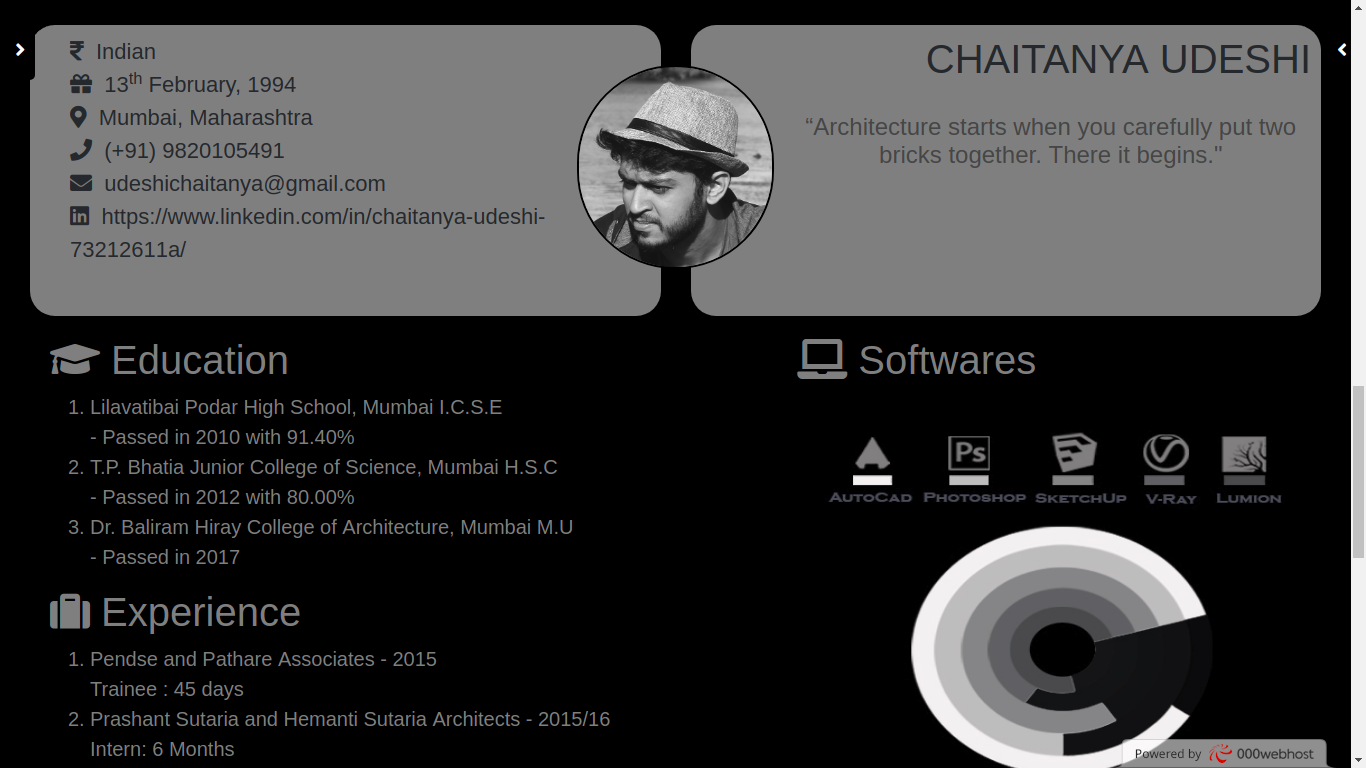 Indian
13th February, 1994
Mumbai, Maharashtra
(+91) 9820105491
udeshichaitanya@gmail.com
https://www.linkedin.com/in/chaitanya-udeshi-
73212611a/
CHAITANYA UDESHI
“Architecture starts when you carefully put two
bricks together. There it begins."
Education
1. Lilavatibai Podar High School, Mumbai I.C.S.E
- Passed in 2010 with 91.40%
2. T.P. Bhatia Junior College of Science, Mumbai H.S.C
- Passed in 2012 with 80.00%
3. Dr. Baliram Hiray College of Architecture, Mumbai M.U
- Passed in 2017
Experience
1. Pendse and Pathare Associates - 2015
Trainee : 45 days
2. Prashant Sutaria and Hemanti Sutaria Architects - 2015/16
Intern: 6 Months
Softwares
Ps
AutoCad Photoshop SketchUp V-Ray Lumion
Powered by 000webhost